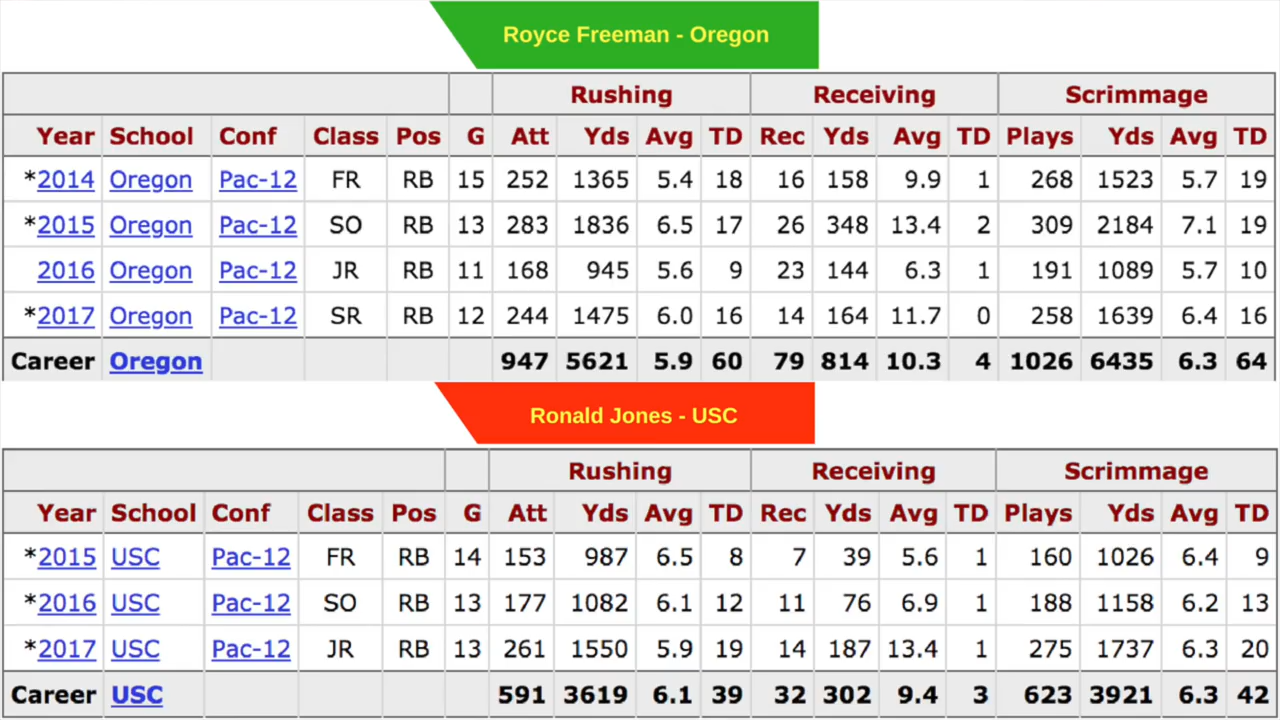 Royce Freeman - Oregon
Rushing Receiving Scrimmage
Year School Conf Class Pos G Att Yds Avg TD Rec Yds Avg TD Plays Yds Avg TD
*2014 Oregon Pac-12 FR RB 15 252 1365 5.4 18 16 158 9.9 1 268 1523 5.7 19
*2015 Oregon Pac-12 SO RB 13 283 1836 6.5 17 26 348 13.4 2 309 2184 7.1 19
2016 Oregon Pac-12 JR RB 11 168 945 5.6 9 23 144 6.3 1 191 1089 5.7 10
*2017 Oregon Pac-12 SR RB 12 244 1475 6.0 16 14 164 11.7 0 258 1639 6.4 16
Career Oregon 947 5621 5.9 60 79 814 10.3 4 1026 6435 6.3 64
Ronald Jones - USC
Rushing Receiving Scrimmage
Year School Conf Class Pos G Att Yds Avg TD Rec Yds Avg TD Plays Yds Avg TD
*2015 USC Pac-12 FR RB 14 153 987 6.5 8 7 39 5.6 1 160 1026 6.4 9
*2016 USC Pac-12 SO RB 13 177 1082 6.1 12 11 76 6.9 1 188 1158 6.2 13
*2017 USC Pac-12 JR RB 13 261 1550 5.9 19 14 187 13.4 1 275 1737 6.3 20
Career USC 591 3619 6.1 39 32 302 9.4 3 623 3921 6.3 42